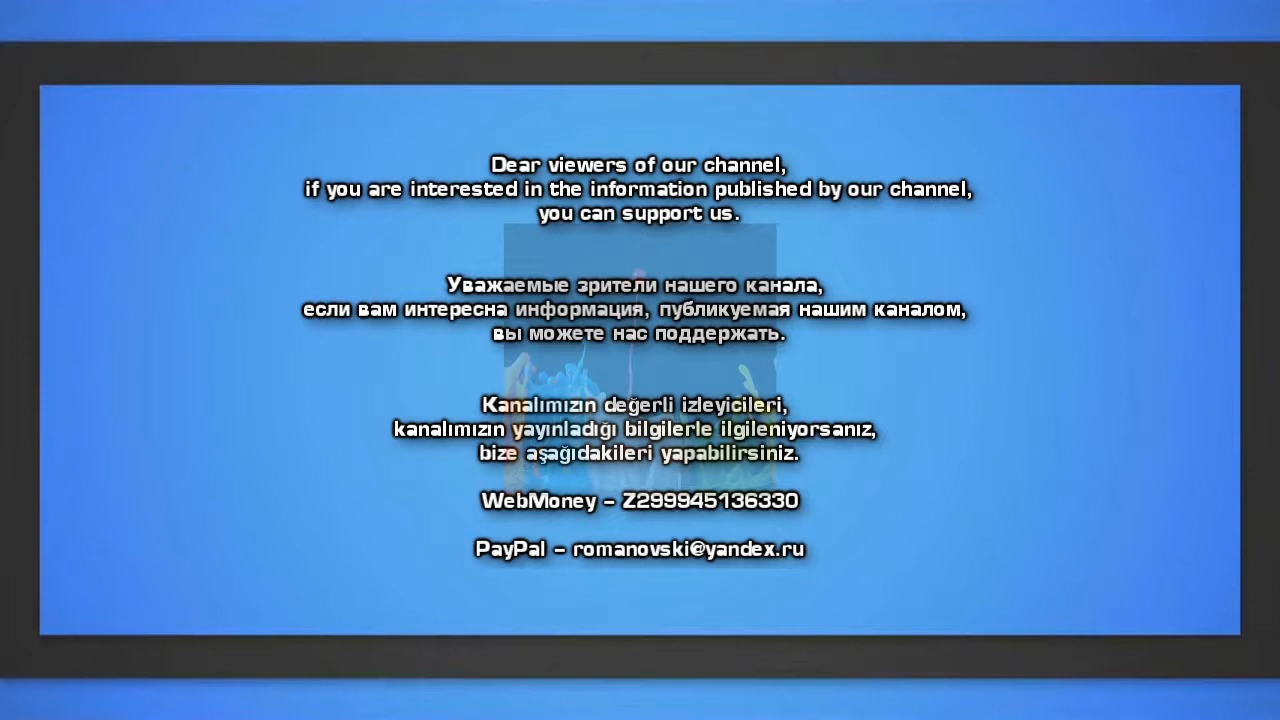 Dear viewers of our channel,
if you are interested in the information published by our channel,
you can support us.
Уважаемые зрители нашего канала,
если вам интересна информация, публикуемая нашим каналом,
вы можете нас поддержать.
Kanalımızın değerli izleyicileri,
kanalımızın yayınladığı bilgilerle ilgileniyorsanız,
bize aşağıdakileri yapabilirsiniz.
WebMoney - Z299945136330
PayPal - romanovski@yandex.ru